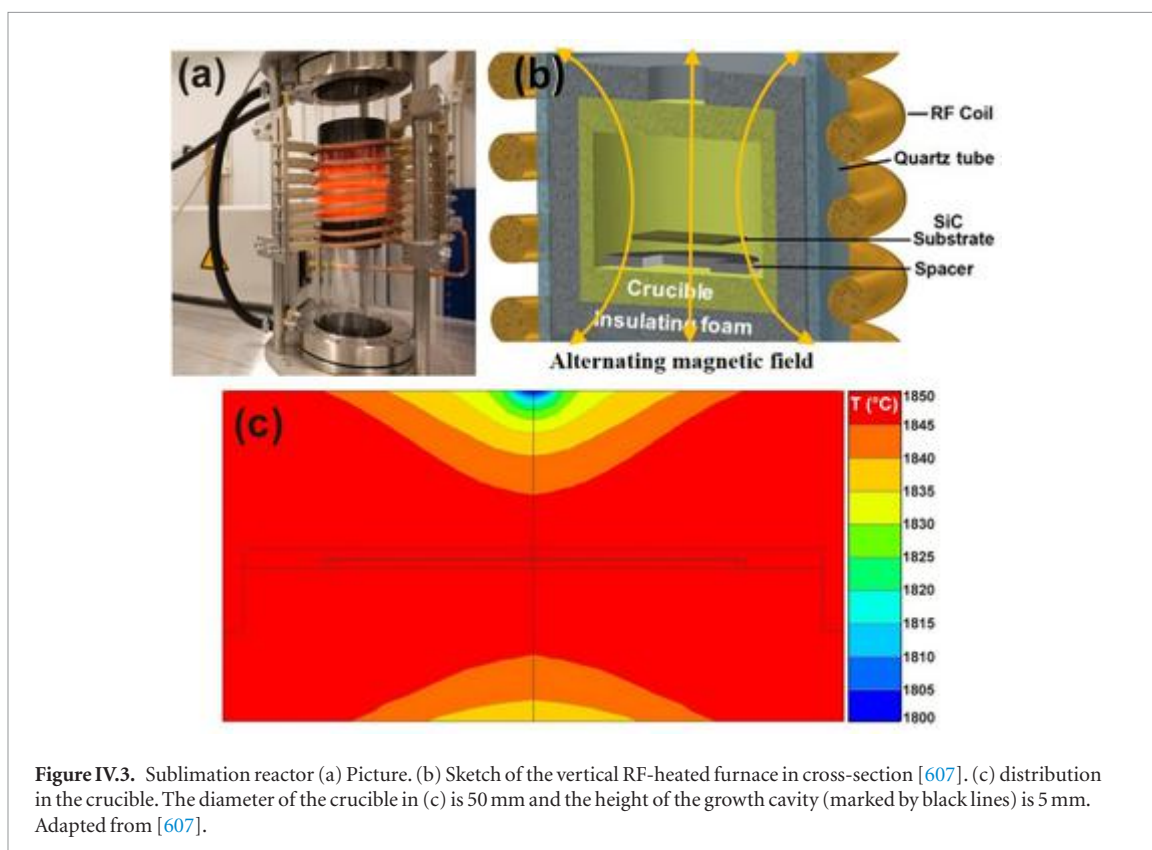 (a)
(b)
RF Coil
Quartz tube
SiC
Substrate
Spacer
Crucible
Insulating foam
Alternating magnetic field
(c)
T (°C)
1850
1845
1840
1835
1830
1825
1820
1815
1810
1805
1800
Figure IV.3. Sublimation reactor (a) Picture. (b) Sketch of the vertical RF-heated furnace in cross-section [607]. (c) distribution
in the crucible. The diameter of the crucible in (c) is 50 mm and the height of the growth cavity (marked by black lines) is 5 mm.
Adapted from [607].